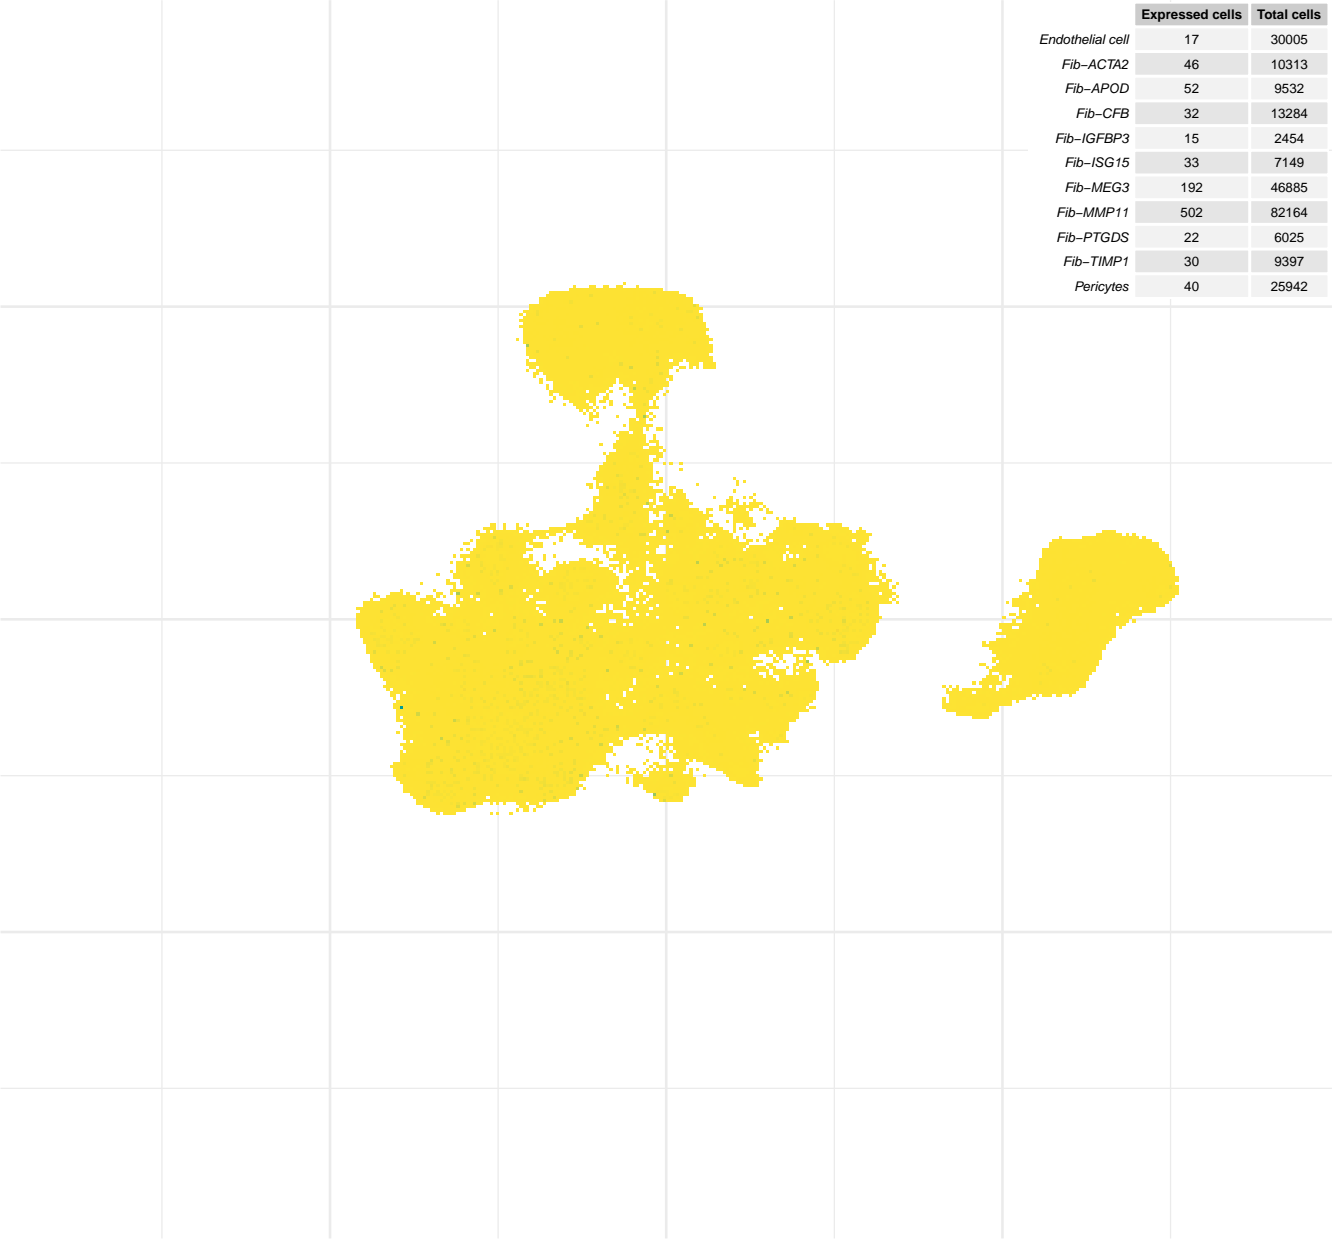 Expressed cells Total cells
Endothelial cell 17 30005
Fib−ACTA2 46 10313
Fib−APOD 52 9532
Fib−CFB 32 13284
Fib−IGFBP3 15 2454
Fib−ISG15 33 7149
Fib−MEG3 192 46885
Fib−MMP11 502 82164
Fib−PTGDS 22 6025
Fib−TIMP1 30 9397
Pericytes 40 25942